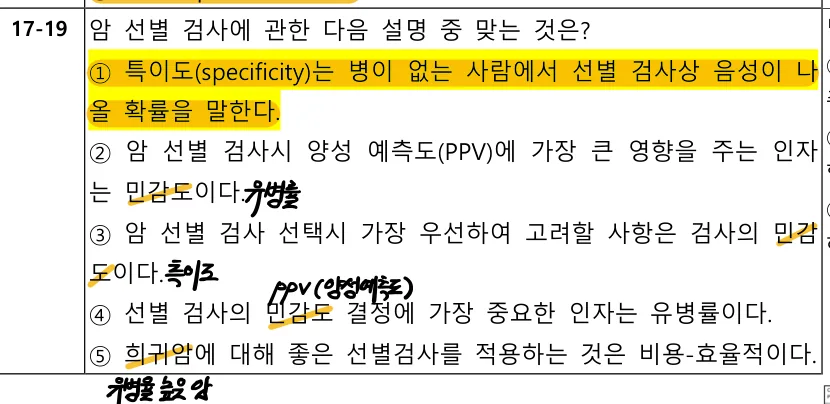 17-19 암 선별 검사에 관한 다음 설명 중 맞는 것은?
① 특이도(specificity)는 병이 없는 사람에서 선별 검사상 음성이 나
올 확률을 말한다.
② 암 선별 검사시 양성 예측도(PPV)에 가장 큰 영향을 주는 인자
는 민감도이다. 유병률
③ 암 선별 검사 선택시 가장 우선하여 고려할 사항은 검사의 민감
도이다. 특이도
ppv (양성예측도)
④ 선별 검사의 민감도 결정에 가장 중요한 인자는 유병률이다.
⑤ 희귀암에 대해 좋은 선별검사를 적용하는 것은 비용-효율적이다.
유병율 높은 암